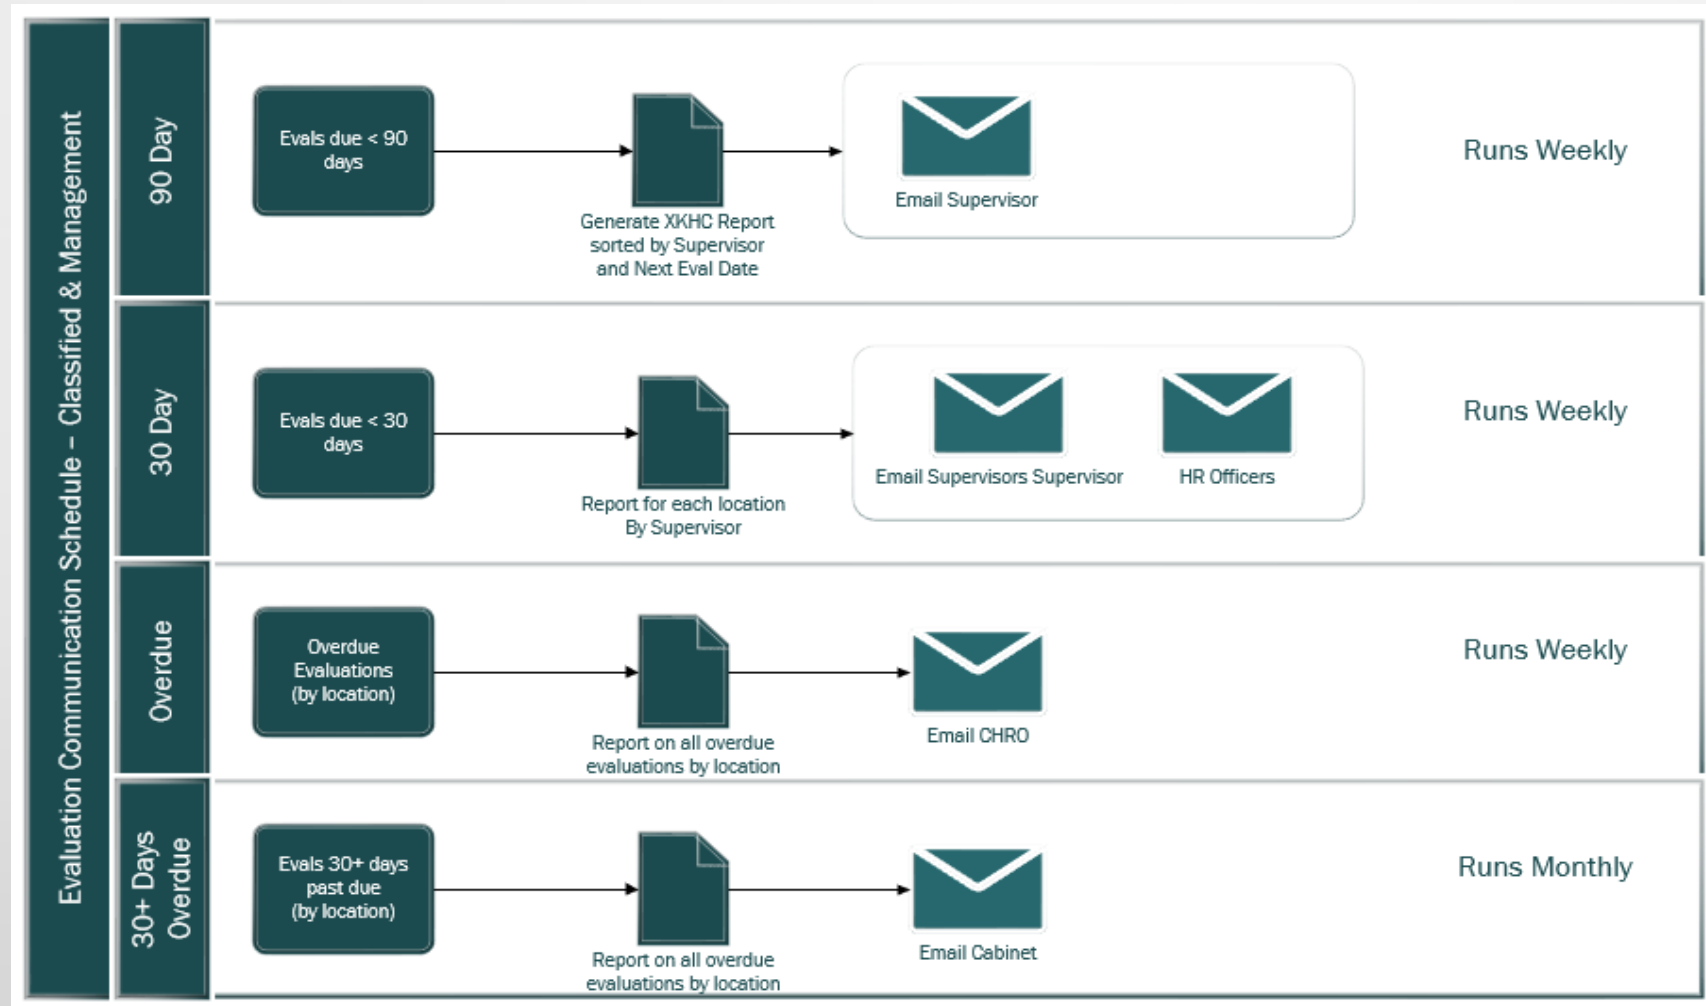 Evaluation Communication Schedule – Classified & Management
90 Day
Evals due < 90
days
Generate XKHC Report
sorted by Supervisor
and Next Eval Date
Email Supervisor
Runs Weekly
30 Day
Evals due < 30
days
Report for each location
By Supervisor
Email Supervisors Supervisor
HR Officers
Runs Weekly
Overdue
Overdue
Evaluations
(by location)
Report on all overdue
evaluations by location
Email CHRO
Runs Weekly
30+ Days
Overdue
Evals 30+ days
past due
(by location)
Report on all overdue
evaluations by location
Email Cabinet
Runs Monthly